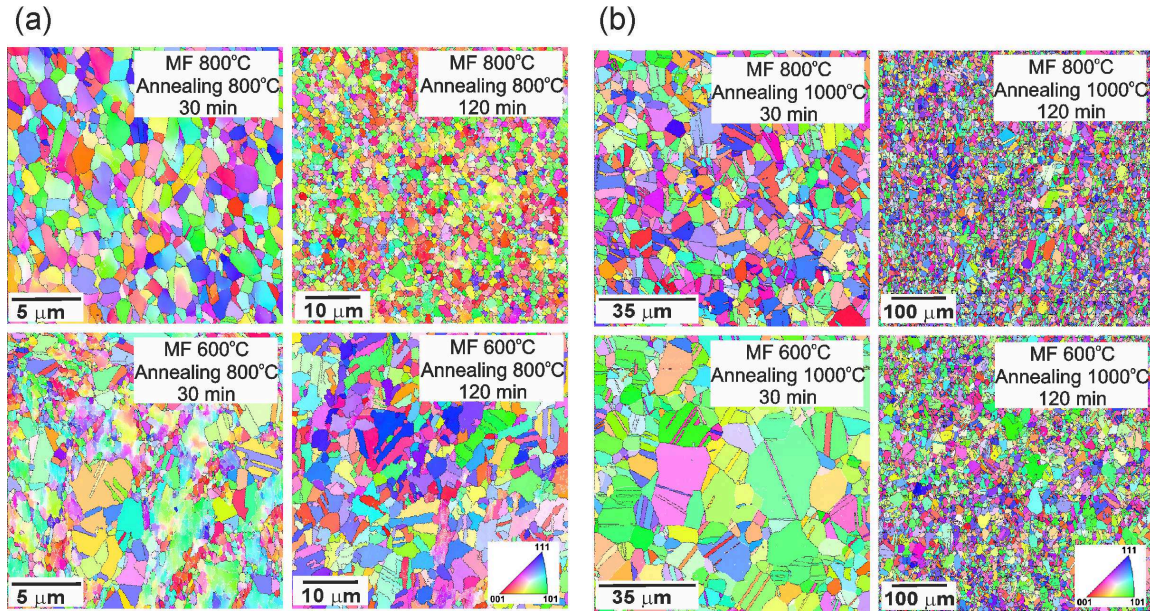 (a)
(b)
MF 800°C
Annealing 800°C
30 min
5 μm
MF 800°C
Annealing 800°C
120 min
10 μm
MF 800°C
Annealing 1000°C
30 min
35 μm
MF 800°C
Annealing 1000°C
120 min
100 μm
MF 600°C
Annealing 800°C
30 min
5 μm
MF 600°C
Annealing 800°C
120 min
10 μm
111
001
101
MF 600°C
Annealing 1000°C
30 min
35 μm
MF 600°C
Annealing 1000°C
120 min
100 μm
111
001
101